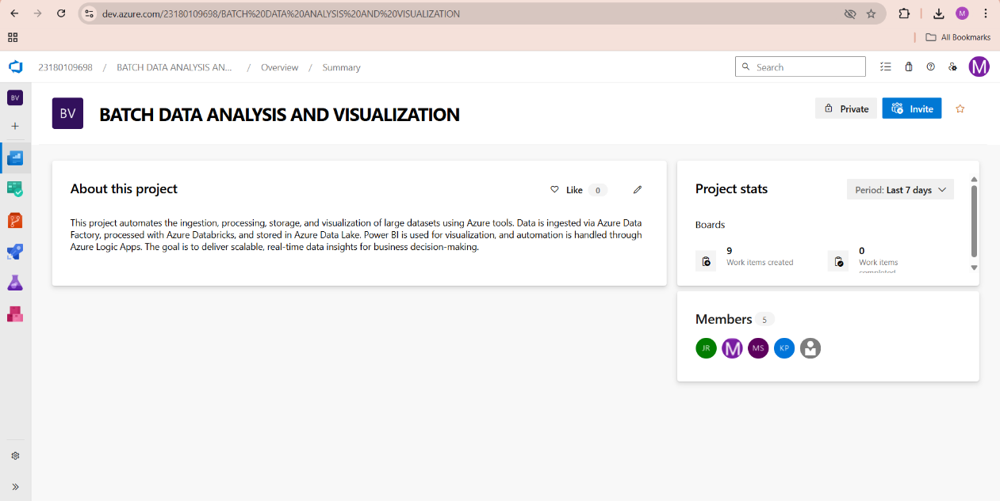 dev.azure.com/23180109698/BATCH%20DATA%20ANALYSIS%20AND%20VISUALIZATION
M
All Bookmarks
23180109698 / BATCH DATA ANALYSIS AN... / Overview / Summary
Search
M
BV
BV
BATCH DATA ANALYSIS AND VISUALIZATION
Private
Invite
About this project
Like 0
This project automates the ingestion, processing, storage, and visualization of large datasets using Azure tools. Data is ingested via Azure Data
Factory, processed with Azure Databricks, and stored in Azure Data Lake. Power BI is used for visualization, and automation is handled through
Azure Logic Apps. The goal is to deliver scalable, real-time data insights for business decision-making.
Project stats
Period: Last 7 days
Boards
9
Work items created
0
Work items
completed
Members 5
JR M MS KP